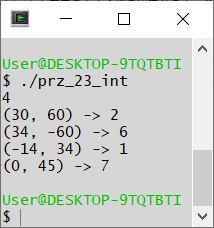 User@DESKTOP-9TQTBTI
$ ./prz_23_int
4
(30, 60) -> 2
(34, -60) -> 6
(-14, 34) -> 1
(0, 45) -> 7
User@DESKTOP-9TQTBTI
$